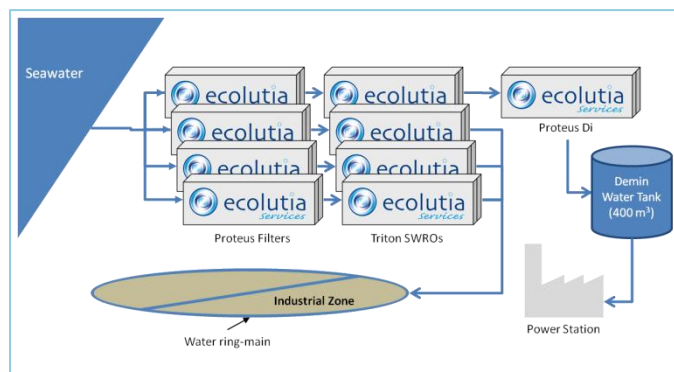 Seawater
ecolutia
ecolutia
ecolutia
Services
ecolutia
ecolutia
ecolutia
ecolutia
ecolutia
Services
ecolutia
Services
Proteus Di
Proteus Filters
Triton SWROs
Demin
Water Tank
(400 m³)
Industrial Zone
Water ring-main
Power Station